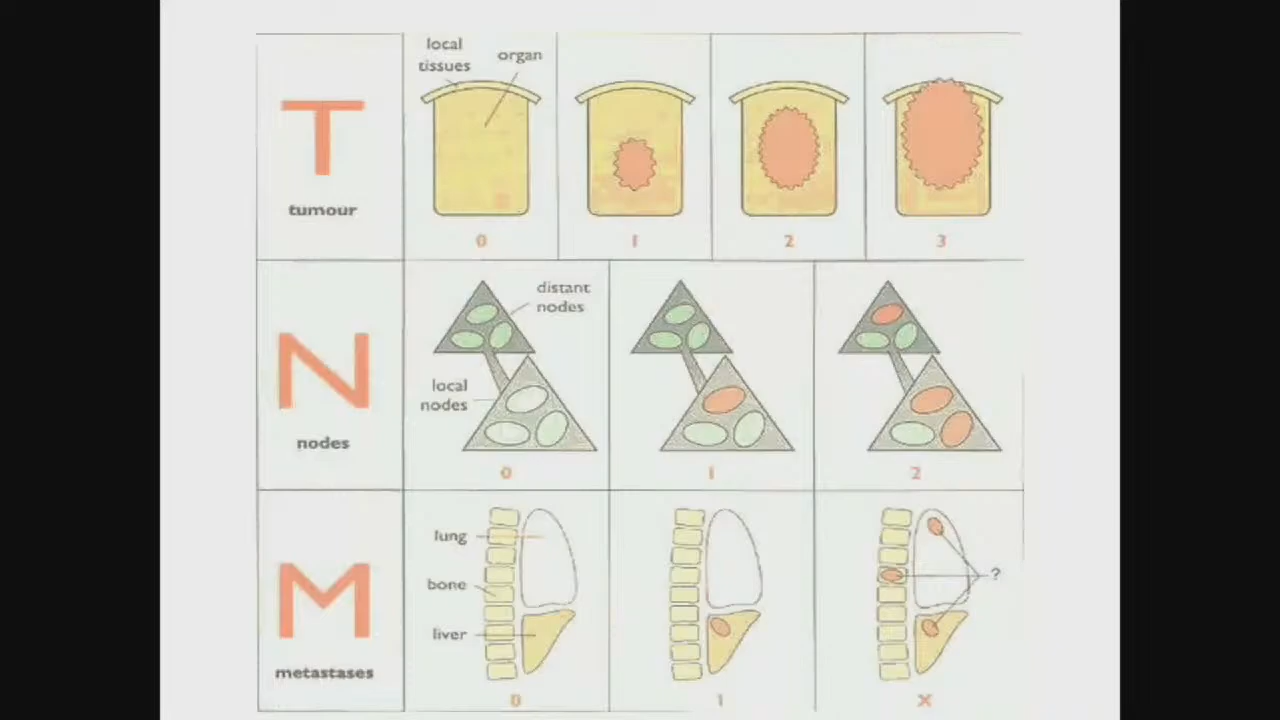 local
tissues
organ
T
tumour
0
1
2
3
distant
nodes
N
local
nodes
nodes
0
1
2
lung
bone
?
M
liver
metastases
0
1
X